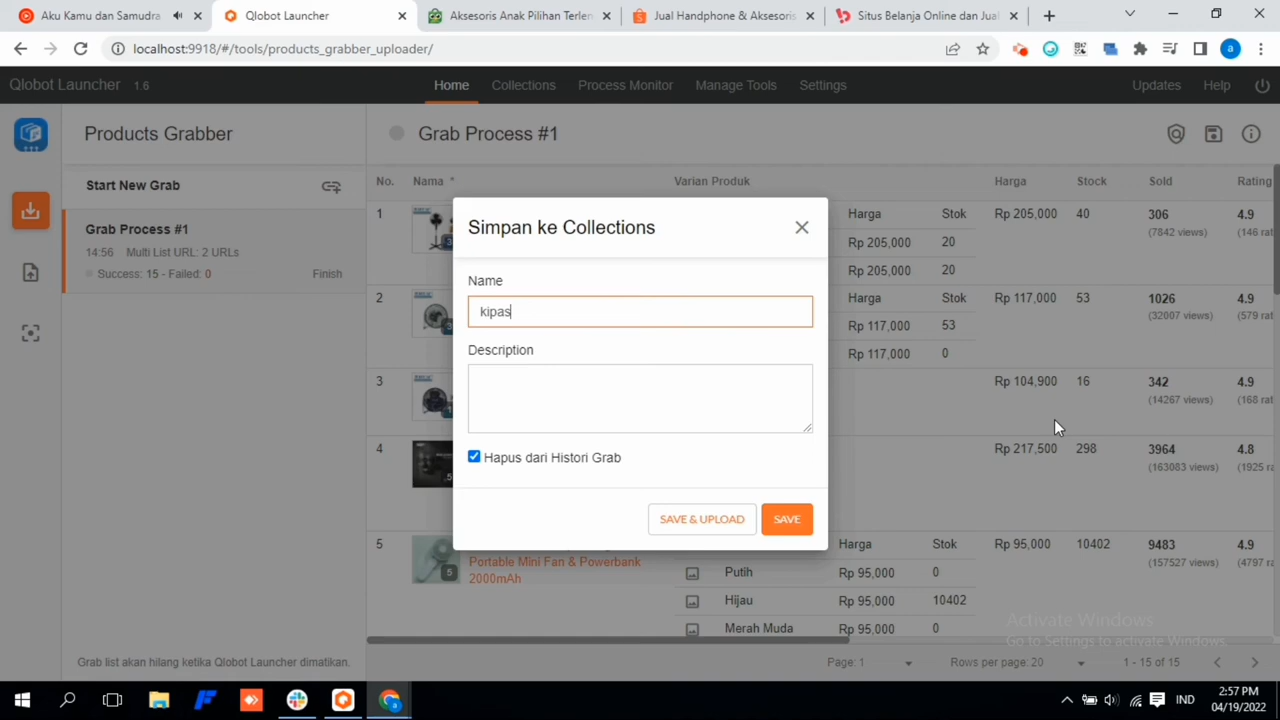 Aku Kamu dan Samudra
Qlobot Launcher
Aksesoris Anak Pilihan Terlen
Jual Handphone & Aksesoris
Situs Belanja Online dan Jual
localhost:9918/#/tools/products_grabber_uploader/
a
Qlobot Launcher 1.6
Home
Collections
Process Monitor
Manage Tools
Settings
Updates
Help
Products Grabber
Start New Grab
Grab Process #1
14:56 Multi List URL: 2 URLs
Success: 15 - Failed: 0
Finish
Grab list akan hilang ketika Qlobot Launcher dimatikan.
Grab Process #1
No. Nama * Varian Produk Harga Stock Sold Rating
1 Harga Stok Rp 205,000 40 306 4.9
Rp 205,000 20 (7842 views) (146 rat
Rp 205,000 20
2 Harga Stok Rp 117,000 53 1026 4.9
Rp 117,000 53 (32007 views) (579 rat
Rp 117,000 0
3 Rp 104,900 16 342 4.9
(14267 views) (168 rat
4 Rp 217,500 298 3964 4.8
(163083 views) (1925 r
5 Harga Stok Rp 95,000 10402 9483 4.9
5 Portable Mini Fan & Powerbank
2000mAh
Putih Rp 95,000 0 (157527 views) (4797 rat
Hijau Rp 95,000 10402
Merah Muda Rp 95,000 0
Simpan ke Collections
Name
kipas
Description
Hapus dari Histori Grab
SAVE & UPLOAD
SAVE
Activate Windows
Go to Settings to activate Windows.
Page: 1
Rows per page: 20
1 - 15 of 15
IND
2:57 PM
04/19/2022